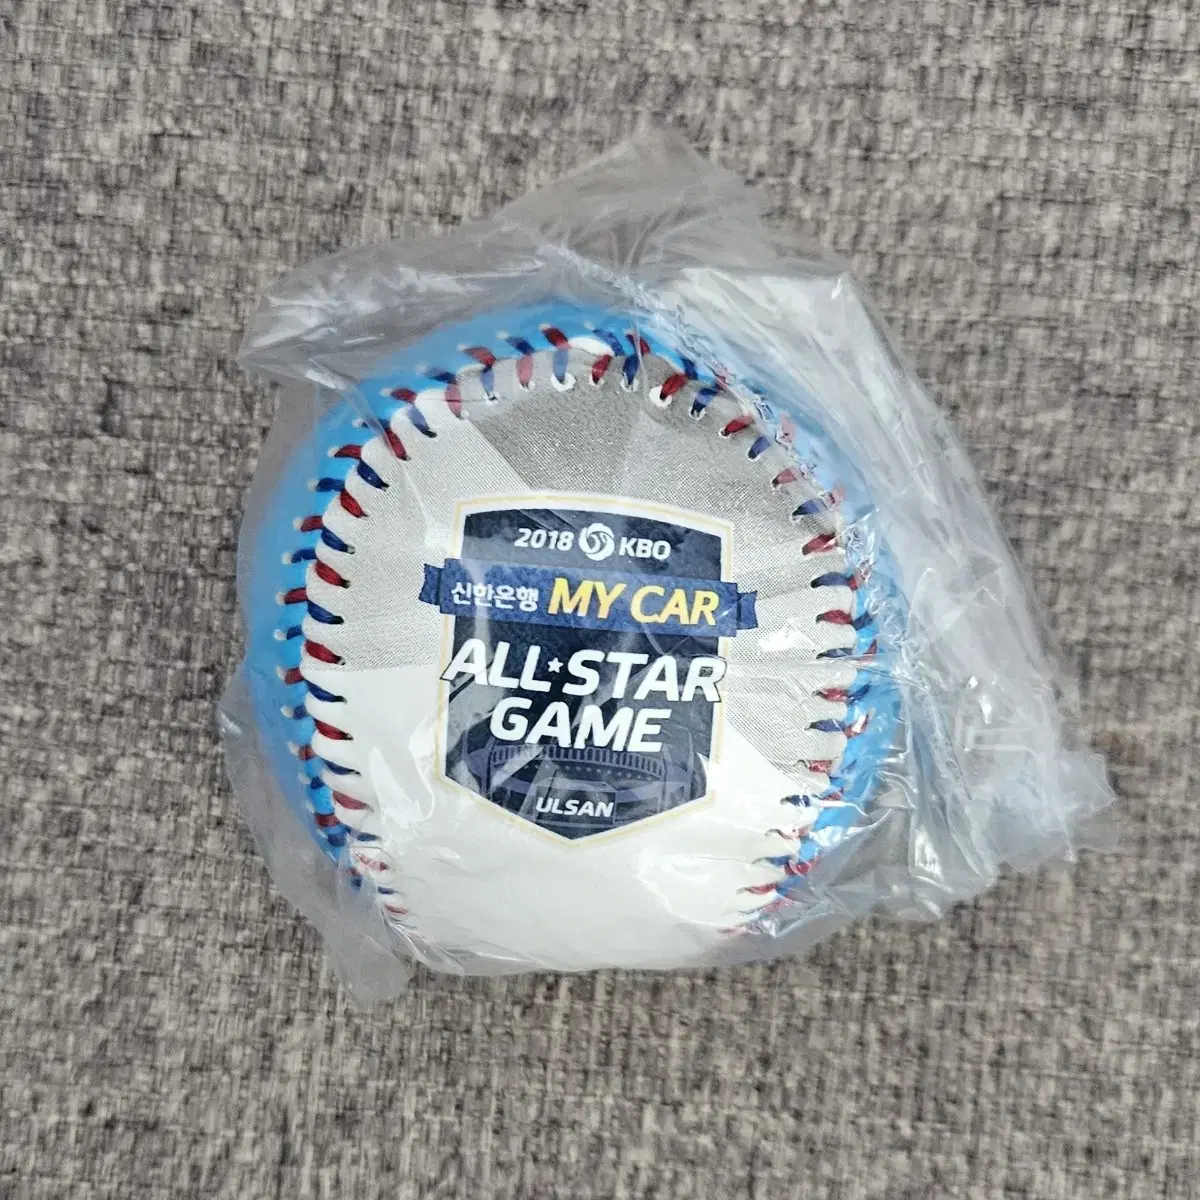 2018 KBO
신한은행 MY CAR
ALL★STAR
GAME
ULSAN